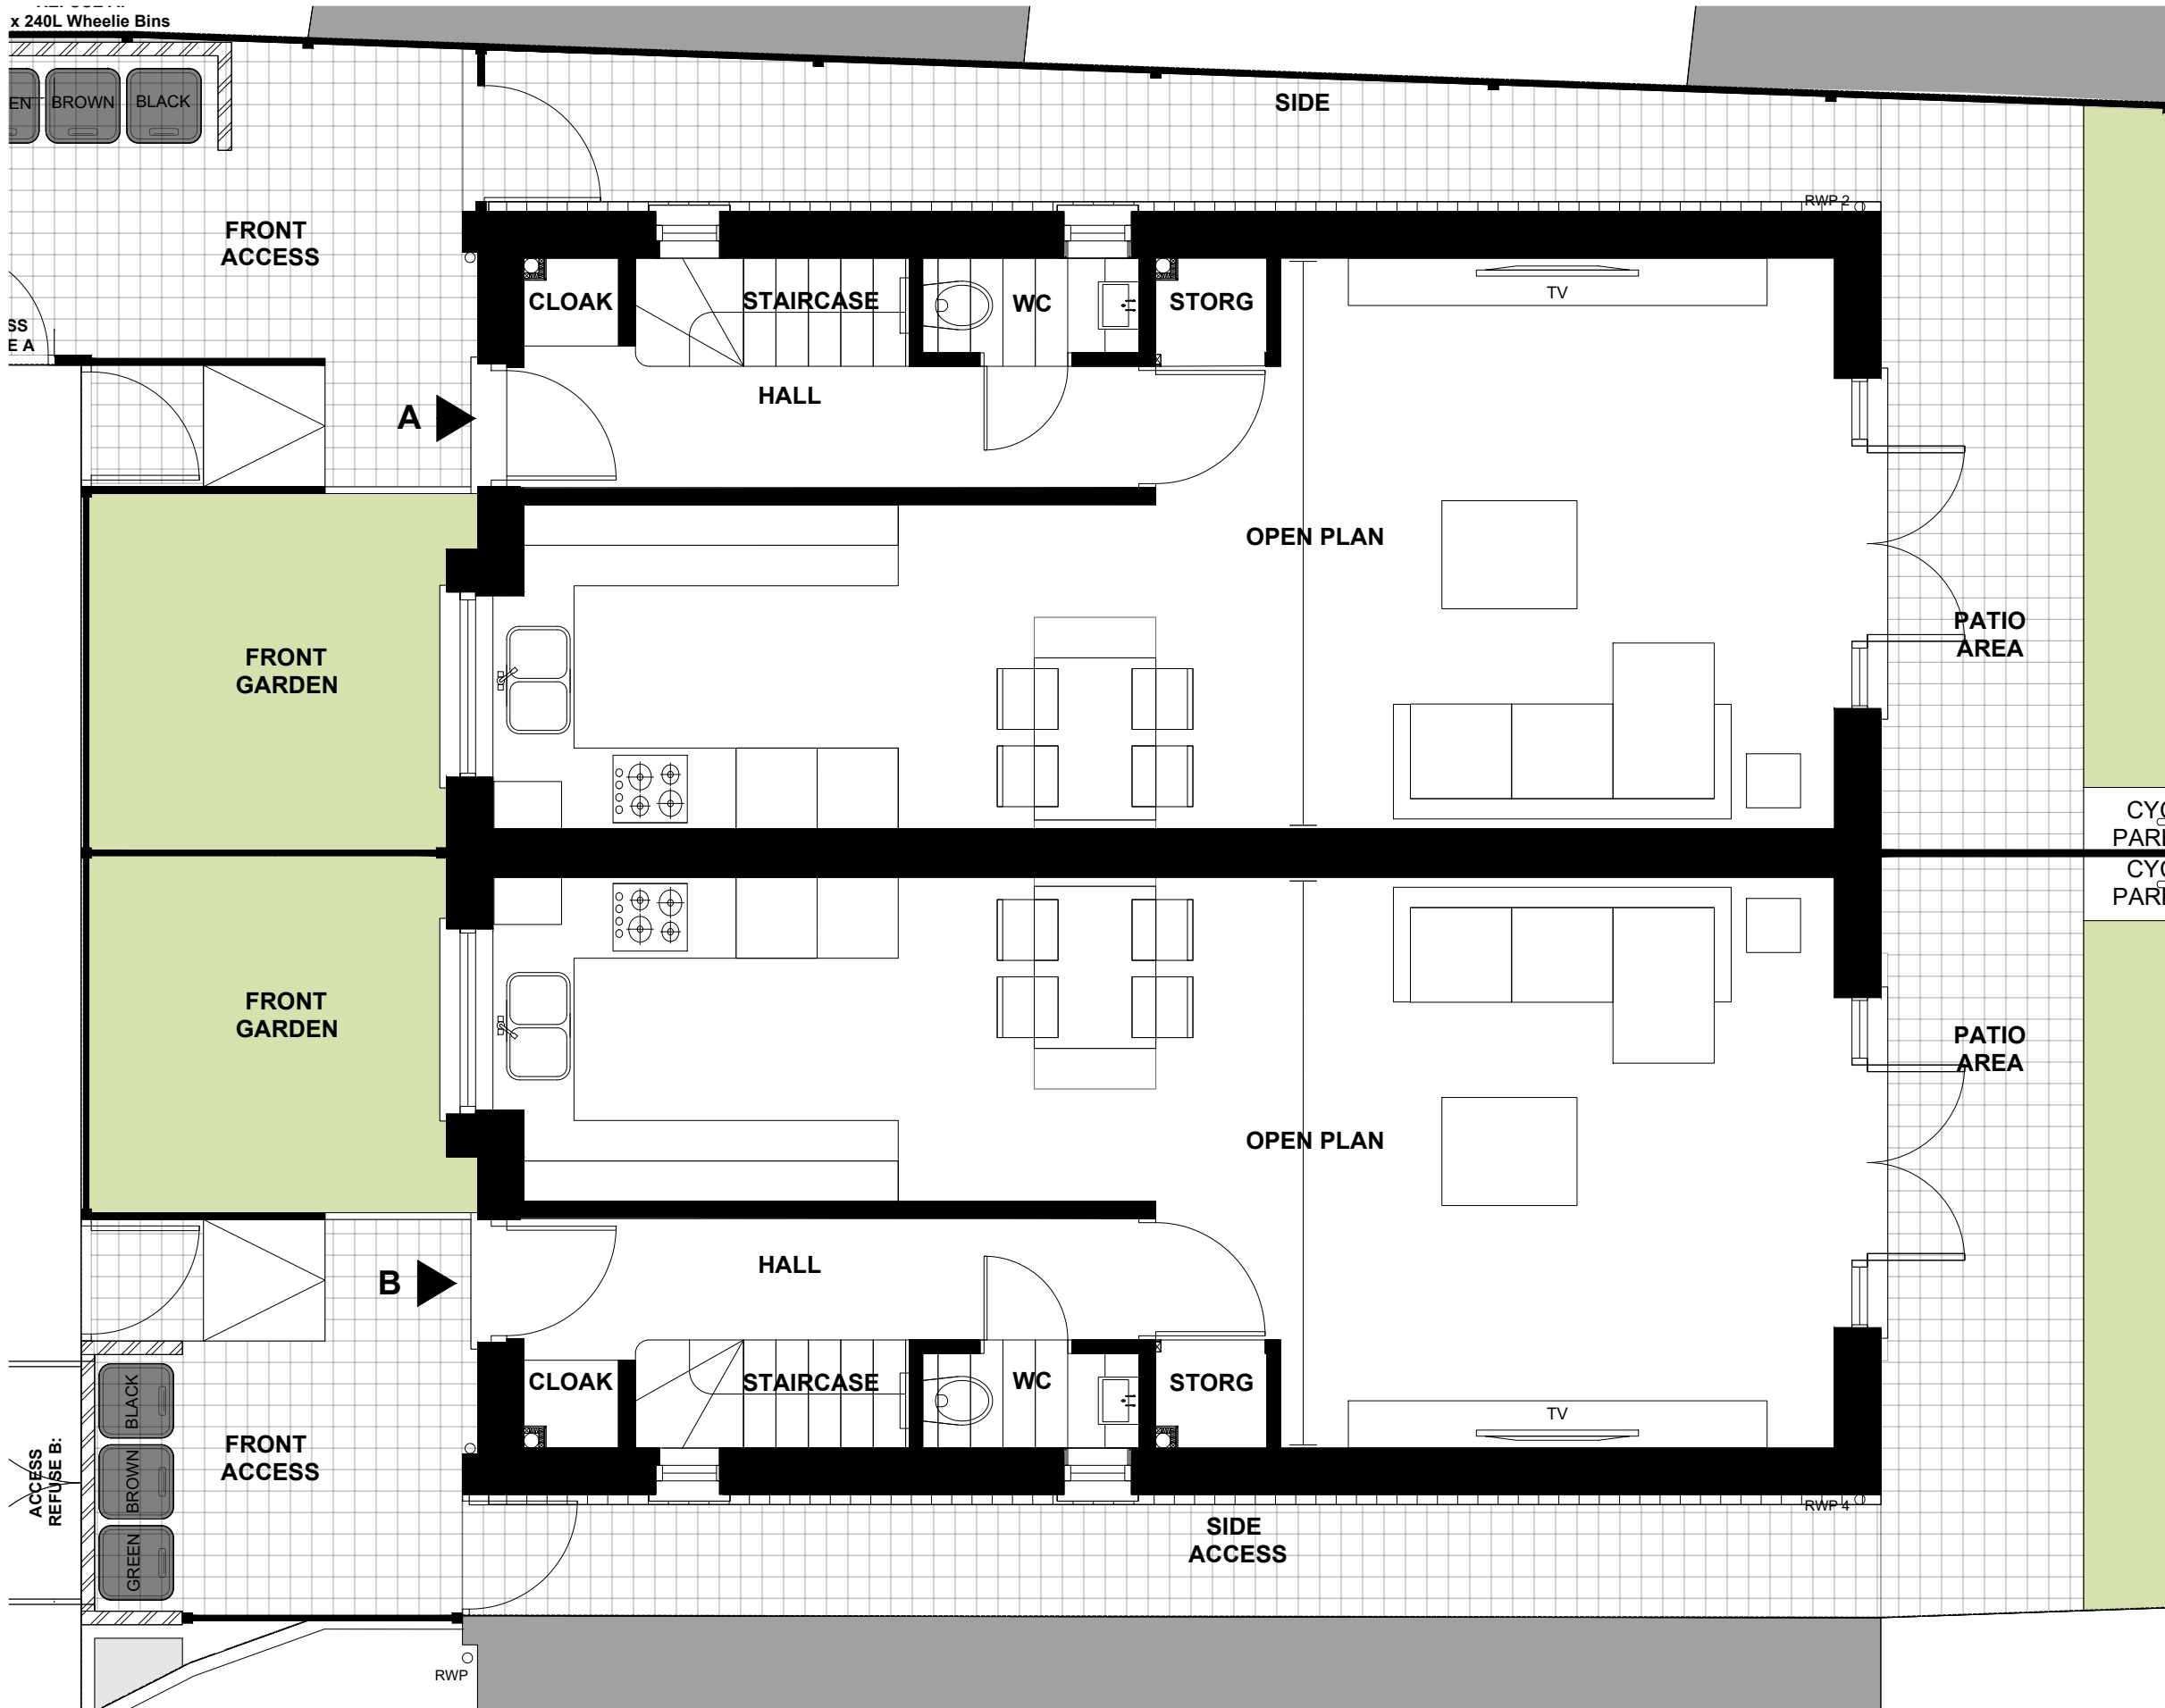 x 240L Wheelie Bins
BROWN
BLACK
SIDE
RWP 2
FRONT
ACCESS
CLOAK
STAIRCASE
WC
STORG
TV
HALL
A
OPEN PLAN
FRONT
GARDEN
PATIO
AREA
FRONT
GARDEN
PATIO
AREA
OPEN PLAN
B
HALL
CLOAK
STAIRCASE
WC
STORG
TV
BLACK
BROWN
GREEN
FRONT
ACCESS
ACCESS
REFUSE B:
RWP 4
SIDE
ACCESS
RWP